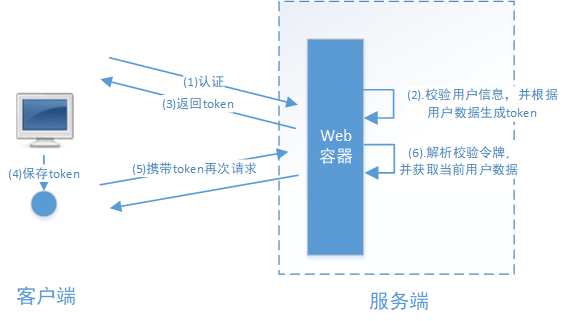 (1)认证
(3)返回token
(2).校验用户信息，并根据
用户数据生成token
Web
容器
(4)保存token
(5)携带token再次请求
(6).解析校验令牌,
并获取当前用户数据
客户端
服务端